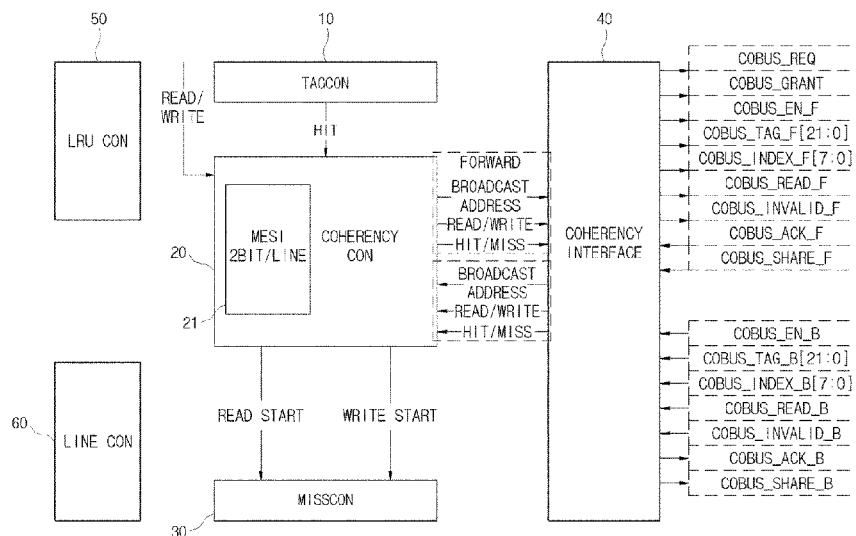 50
10
40
LRU CON
READ/
WRITE
TAGCON
HIT
FORWARD
BROADCAST
ADDRESS
READ/WRITE
HIT/MISS
BROADCAST
ADDRESS
READ/WRITE
HIT/MISS
MESI
2BIT/LINE
COHERENCY
CON
20
21
COHERENCY
INTERFACE
COBUS_REQ
COBUS_GRANT
COBUS_EN_F
COBUS_TAG_F[21:0]
COBUS_INDEX_F[7:0]
COBUS_READ_F
COBUS_INVALID_F
COBUS_ACK_F
COBUS_SHARE_F
COBUS_EN_B
COBUS_TAG_B[21:0]
COBUS_INDEX_B[7:0]
COBUS_READ_B
COBUS_INVALID_B
COBUS_ACK_B
COBUS_SHARE_B
60
LINE CON
READ START
WRITE START
MISSCON
30